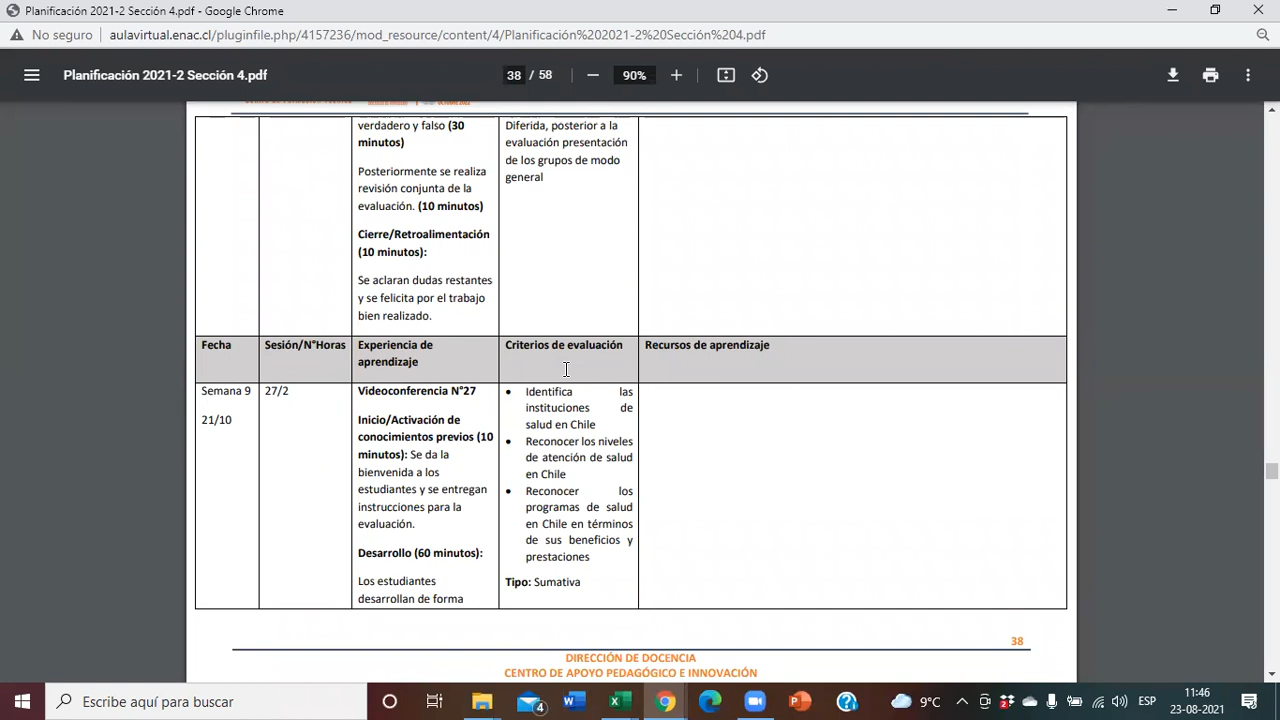 Planificación 2021-2 Sección 4.pdf - Google Chrome
No seguro
aulavirtual.enac.cl/pluginfile.php/4157236/mod_resource/content/4/Planificación%202021-2%20Sección%204.pdf
Planificación 2021-2 Sección 4.pdf
38 / 58
90%
verdadero y falso (30
minutos)
Posteriormente se realiza
revisión conjunta de la
evaluación. (10 minutos)
Cierre/Retroalimentación
(10 minutos):
Se aclaran dudas restantes
y se felicita por el trabajo
bien realizado.
Diferida, posterior a la
evaluación presentación
de los grupos de modo
general
Fecha
Sesión/N°Horas
Experiencia de
aprendizaje
Criterios de evaluación
Recursos de aprendizaje
Semana 9
21/10
27/2
Videoconferencia N°27
Inicio/Activación de
conocimientos previos (10
minutos): Se da la
bienvenida a los
estudiantes y se entregan
instrucciones para la
evaluación.
Desarrollo (60 minutos):
Los estudiantes
desarrollan de forma
• Identifica las
instituciones de
salud en Chile
• Reconocer los niveles
de atención de salud
en Chile
• Reconocer los
programas de salud
en Chile en términos
de sus beneficios y
prestaciones
Tipo: Sumativa
38
DIRECCIÓN DE DOCENCIA
CENTRO DE APOYO PEDAGÓGICO E INNOVACIÓN
Escribe aquí para buscar
4
9°C
ESP
11:46
23-08-2021